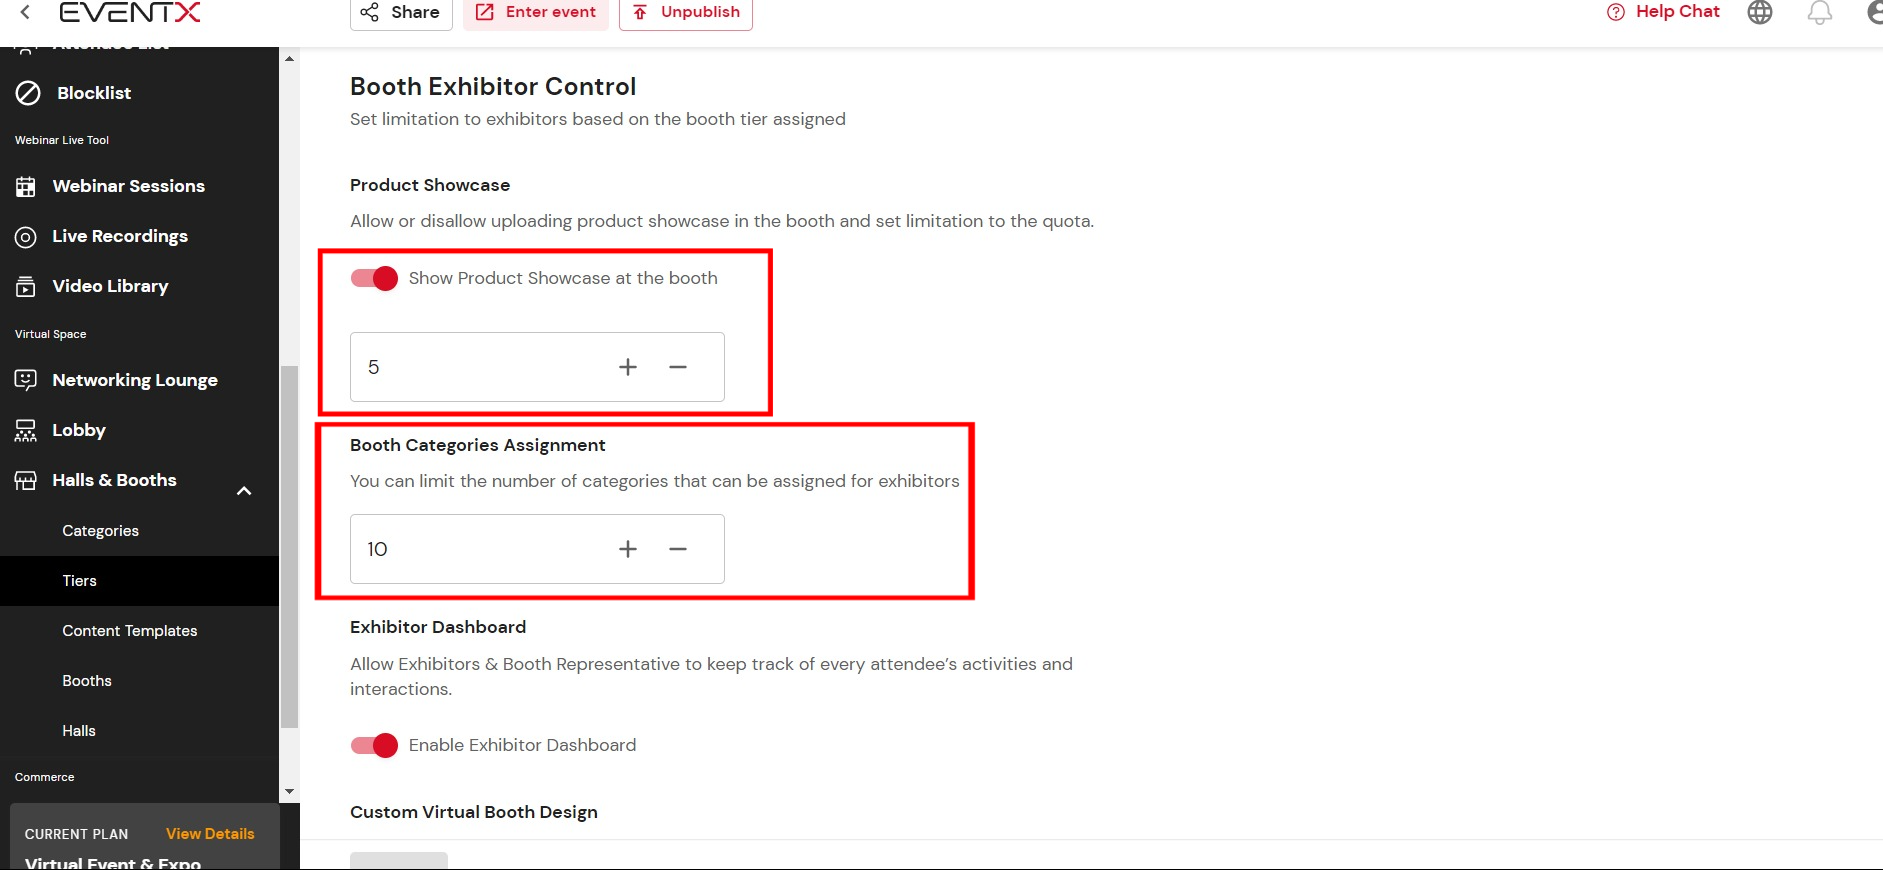 EVENTX
Share
Enter event
Unpublish
Help Chat
Attendee List
Blocklist
Webinar Live Tool
Webinar Sessions
Live Recordings
Video Library
Virtual Space
Networking Lounge
Lobby
Halls & Booths
Categories
Tiers
Content Templates
Booths
Halls
Commerce
CURRENT PLAN View Details
Virtual Event & Expo
Booth Exhibitor Control
Set limitation to exhibitors based on the booth tier assigned
Product Showcase
Allow or disallow uploading product showcase in the booth and set limitation to the quota.
Show Product Showcase at the booth
5 + −
Booth Categories Assignment
You can limit the number of categories that can be assigned for exhibitors
10 + −
Exhibitor Dashboard
Allow Exhibitors & Booth Representative to keep track of every attendee’s activities and
interactions.
Enable Exhibitor Dashboard
Custom Virtual Booth Design